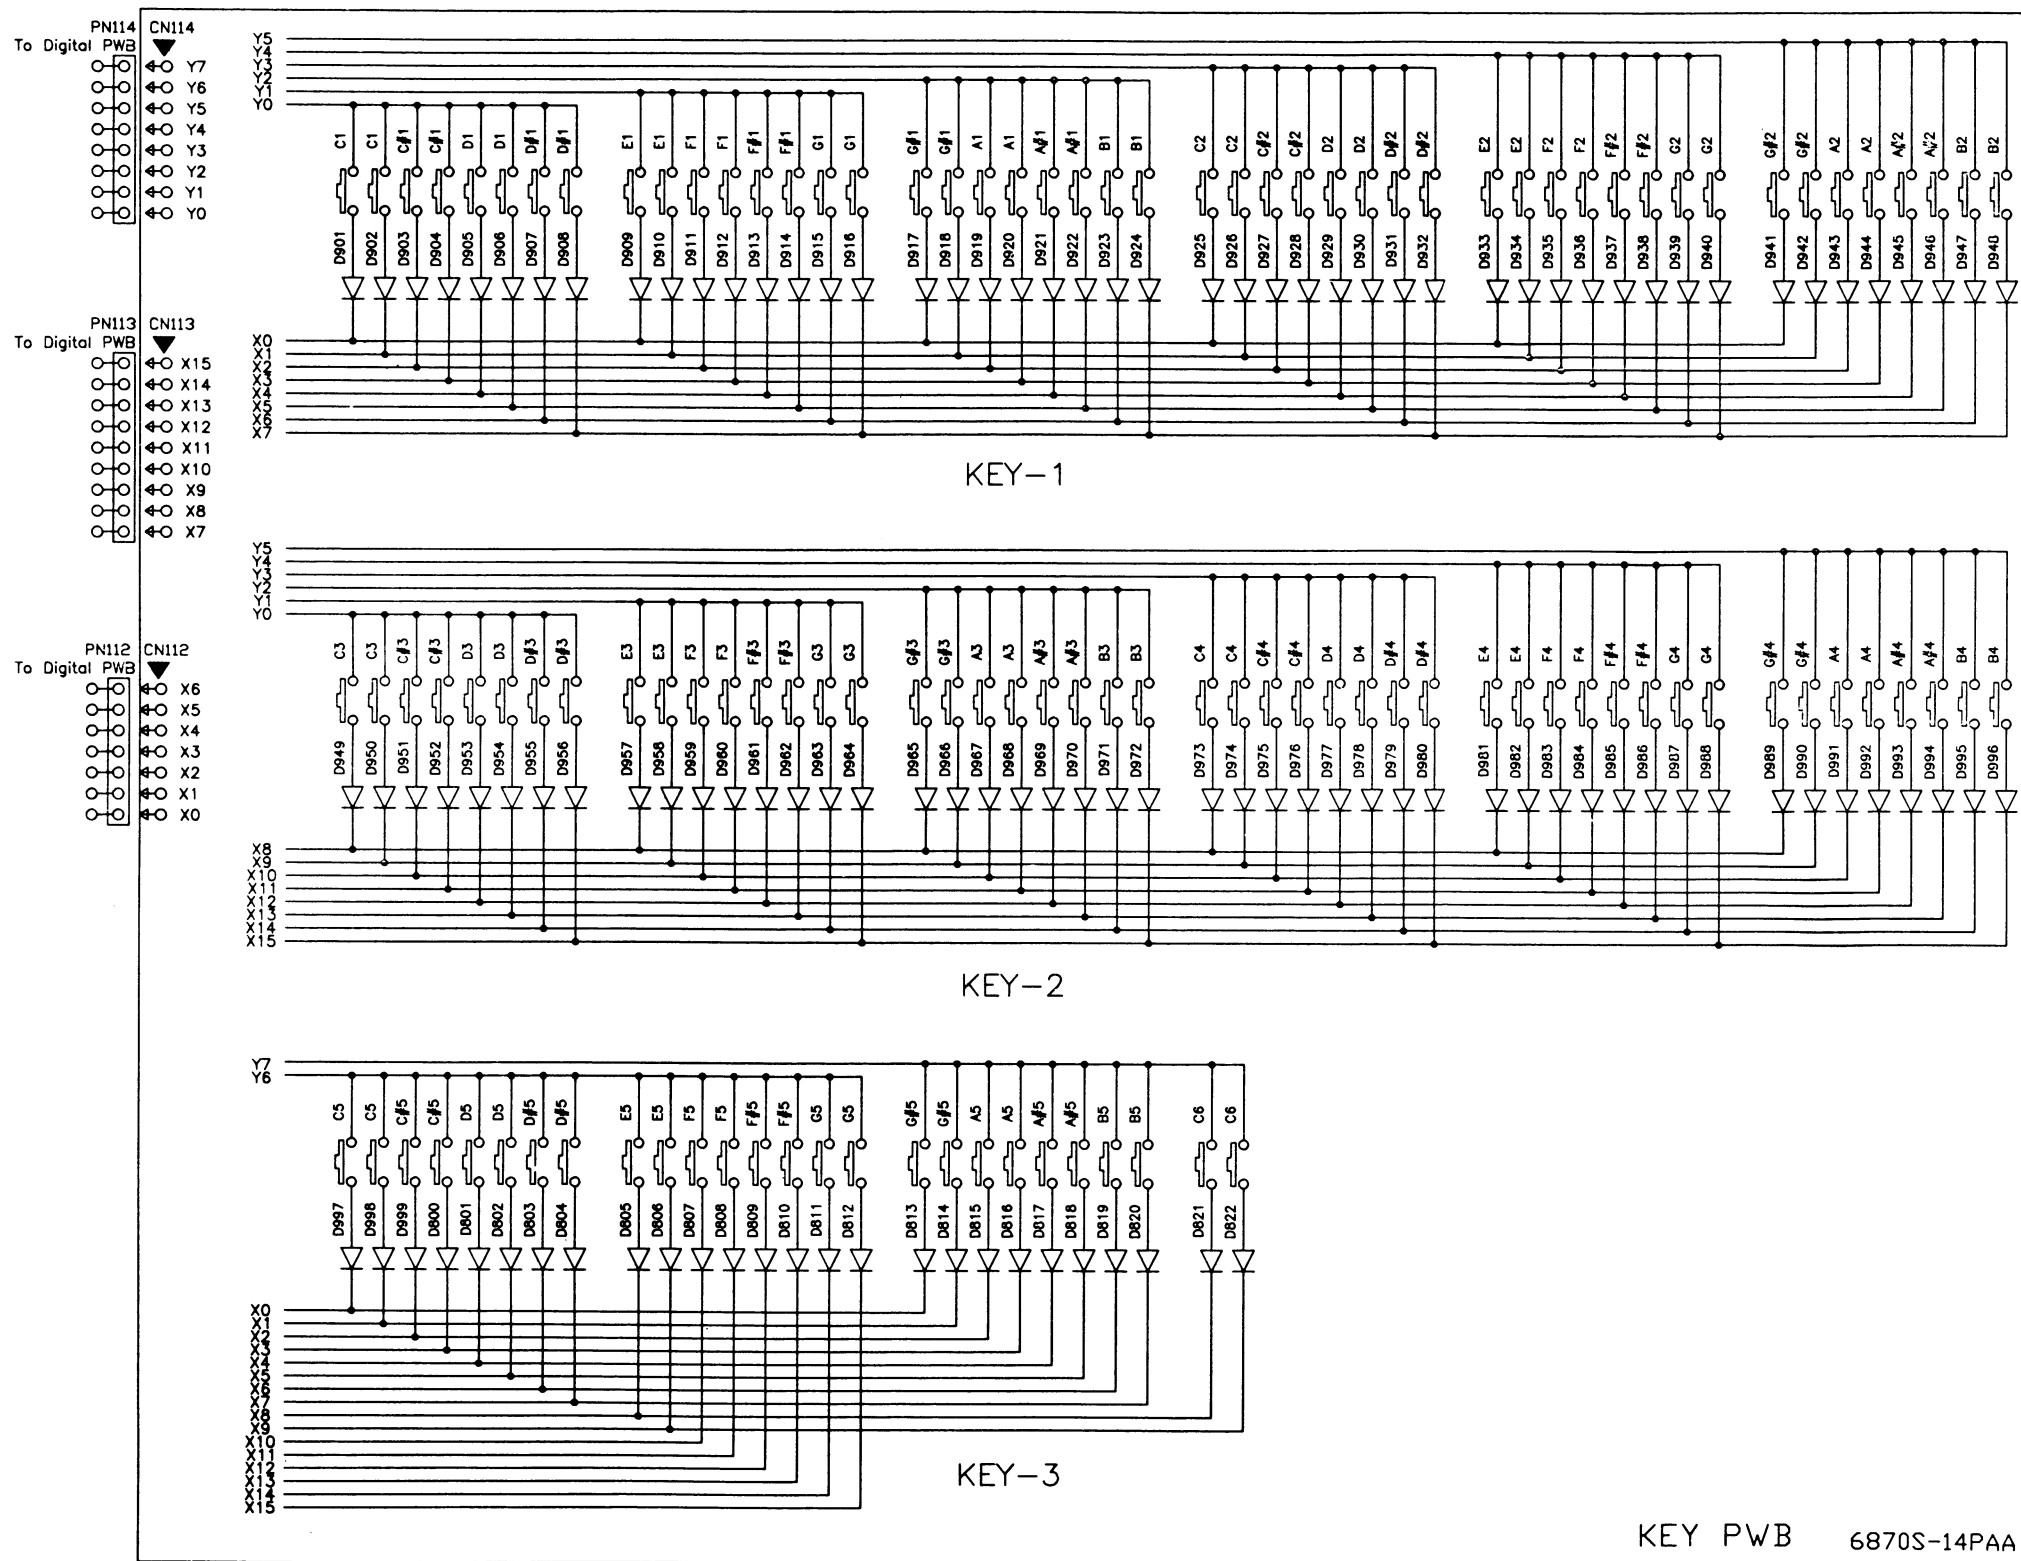 PN114 CN114
To Digital PWB
Y7
Y6
Y5
Y4
Y3
Y2
Y1
Y0
PN113 CN113
To Digital PWB
X15
X14
X13
X12
X11
X10
X9
X8
X7
PN112 CN112
To Digital PWB
X6
X5
X4
X3
X2
X1
X0
Y5
Y4
Y3
Y2
Y1
Y0
C1 C1 C#1 C#1 D1 D1 D#1 D#1 E1 E1 F1 F1 F#1 F#1 G1 G1 G#1 G#1 A1 A1 A#1 A#1 B1 B1 C2 C2 C#2 C#2 D2 D2 D#2 D#2 E2 E2 F2 F2 F#2 F#2 G2 G2 G#2 G#2 A2 A2 A#2 A#2 B2 B2
D901 D902 D903 D904 D905 D906 D907 D908 D909 D910 D911 D912 D913 D914 D915 D916 D917 D918 D919 D920 D921 D922 D923 D924 D925 D926 D927 D928 D929 D930 D931 D932 D933 D934 D935 D936 D937 D938 D939 D940 D941 D942 D943 D944 D945 D946 D947 D948
X0
X1
X2
X3
X4
X5
X6
X7
KEY-1
Y5
Y4
Y3
Y2
Y1
Y0
C3 C3 C#3 C#3 D3 D3 D#3 D#3 E3 E3 F3 F3 F#3 F#3 G3 G3 G#3 G#3 A3 A3 A#3 A#3 B3 B3 C4 C4 C#4 C#4 D4 D4 D#4 D#4 E4 E4 F4 F4 F#4 F#4 G4 G4 G#4 G#4 A4 A4 A#4 A#4 B4 B4
D949 D950 D951 D952 D953 D954 D955 D956 D957 D958 D959 D960 D961 D962 D963 D964 D965 D966 D967 D968 D969 D970 D971 D972 D973 D974 D975 D976 D977 D978 D979 D980 D981 D982 D983 D984 D985 D986 D987 D988 D989 D990 D991 D992 D993 D994 D995 D996
X8
X9
X10
X11
X12
X13
X14
X15
KEY-2
Y7
Y6
C5 C5 C#5 C#5 D5 D5 D#5 D#5 E5 E5 F5 F5 F#5 F#5 G5 G5 G#5 G#5 A5 A5 A#5 A#5 B5 B5 C6 C6
D997 D998 D999 D800 D801 D802 D803 D804 D805 D806 D807 D808 D809 D810 D811 D812 D813 D814 D815 D816 D817 D818 D819 D820 D821 D822
X0
X1
X2
X3
X4
X5
X6
X7
X8
X9
X10
X11
X12
X13
X14
X15
KEY-3
KEY PWB 6870S-14PAA